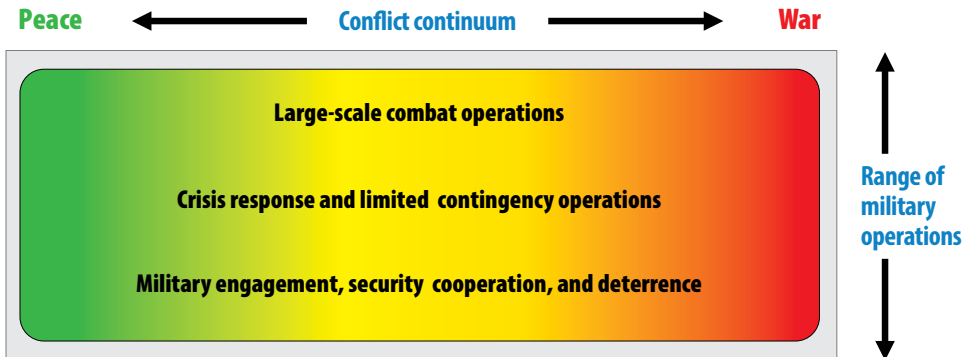 Peace Conflict continuum War
Large-scale combat operations
Crisis response and limited contingency operations
Military engagement, security cooperation, and deterrence
Range of
military
operations